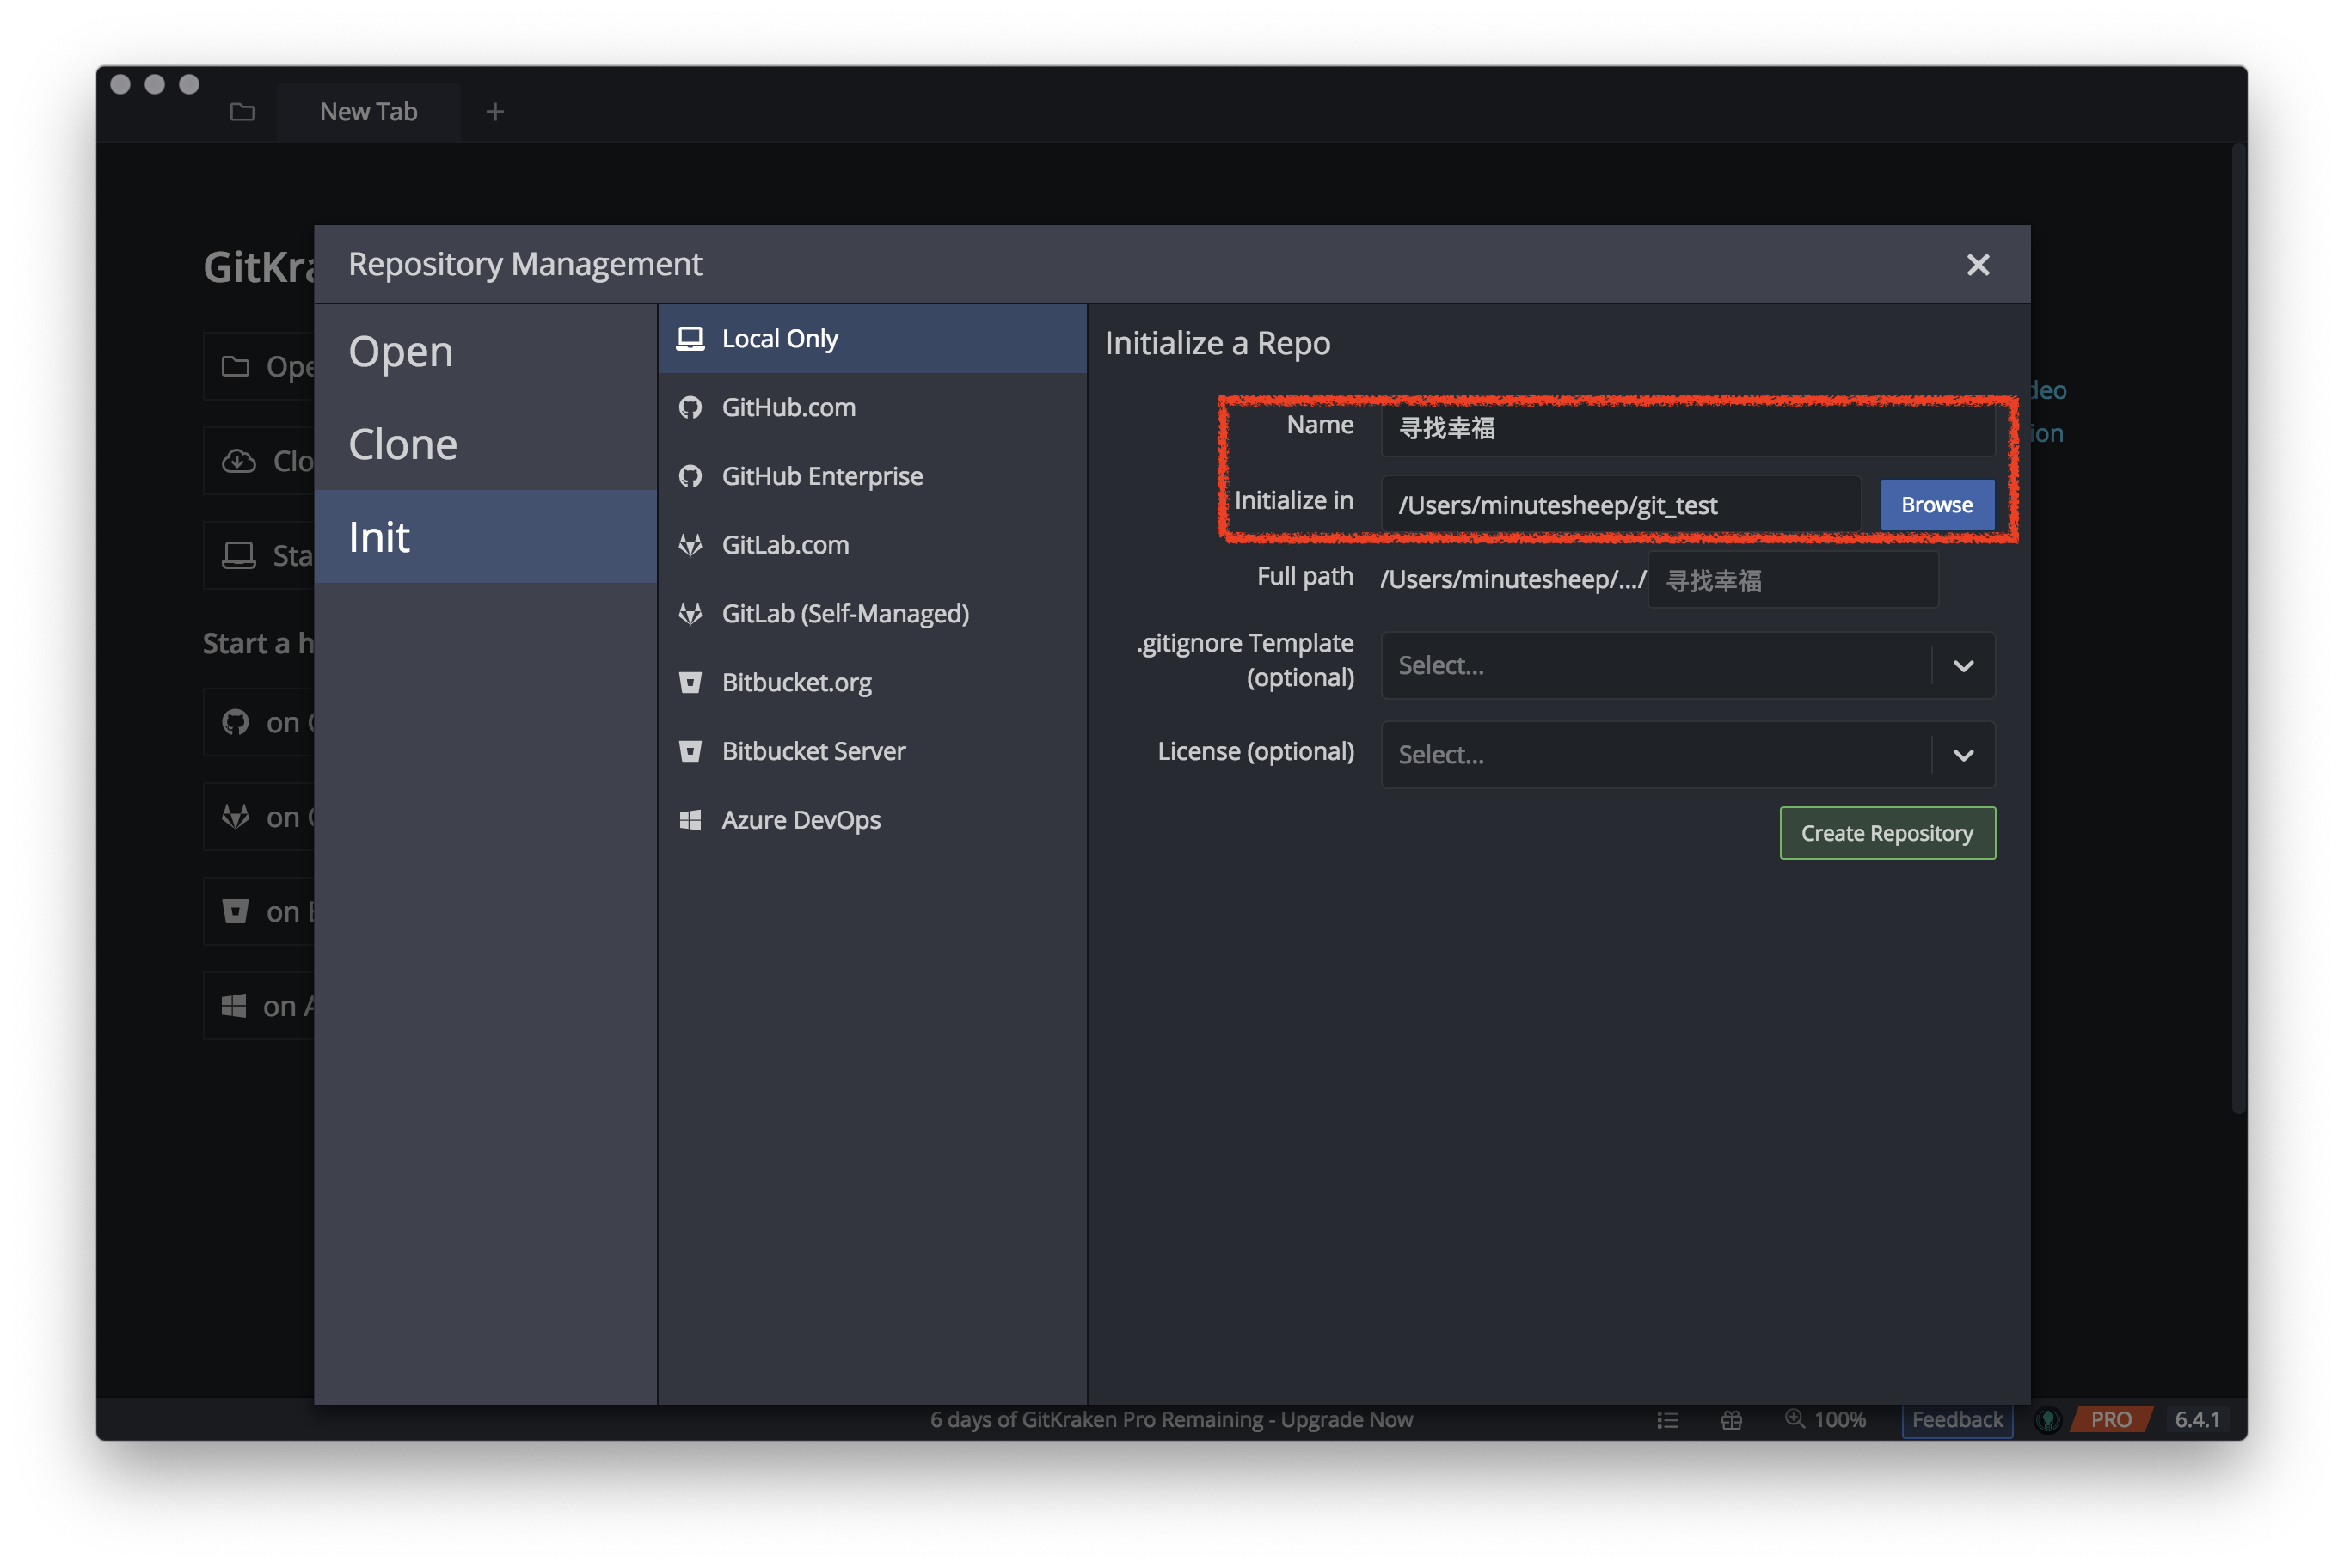 New Tab
GitKra
Ope
Clo
Sta
Start a h
on
on
on
on
Repository Management
Open
Clone
Init
Local Only
GitHub.com
GitHub Enterprise
GitLab.com
GitLab (Self-Managed)
Bitbucket.org
Bitbucket Server
Azure DevOps
Initialize a Repo
Name 寻找幸福
Initialize in /Users/minutesheep/git_test Browse
Full path /Users/minutesheep/.../ 寻找幸福
.gitignore Template
(optional) Select...
License (optional) Select...
Create Repository
deo
ion
6 days of GitKraken Pro Remaining - Upgrade Now 100% Feedback PRO 6.4.1